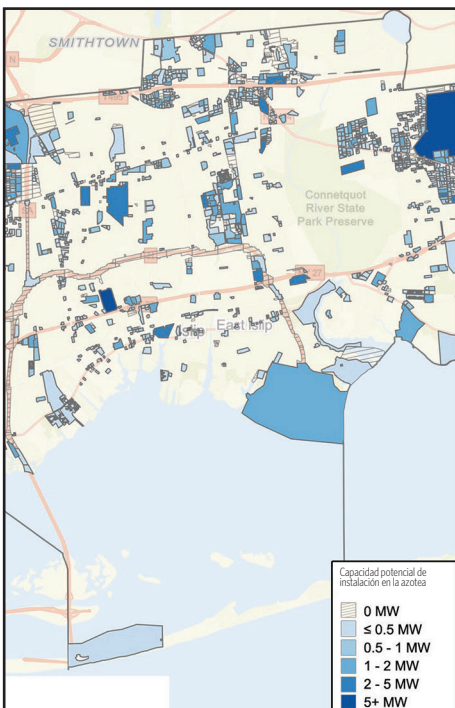 SMITHTOWN
N
Connetquot
River State
Park Preserve
27
East Islip
Capacidad potencial de
instalación en la azotea
0 MW
≤ 0.5 MW
0.5 - 1 MW
1 - 2 MW
2 - 5 MW
5+ MW